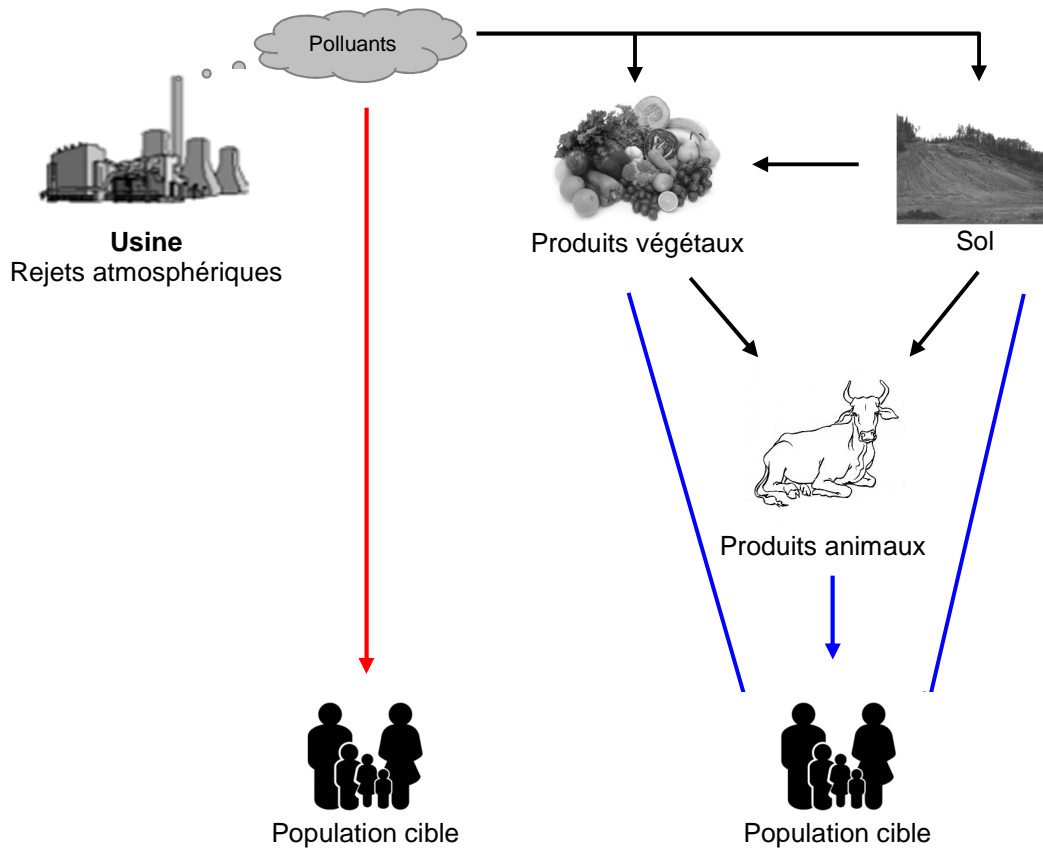 Polluants
Usine
Rejets atmosphériques
Produits végétaux
Sol
Produits animaux
Population cible
Population cible